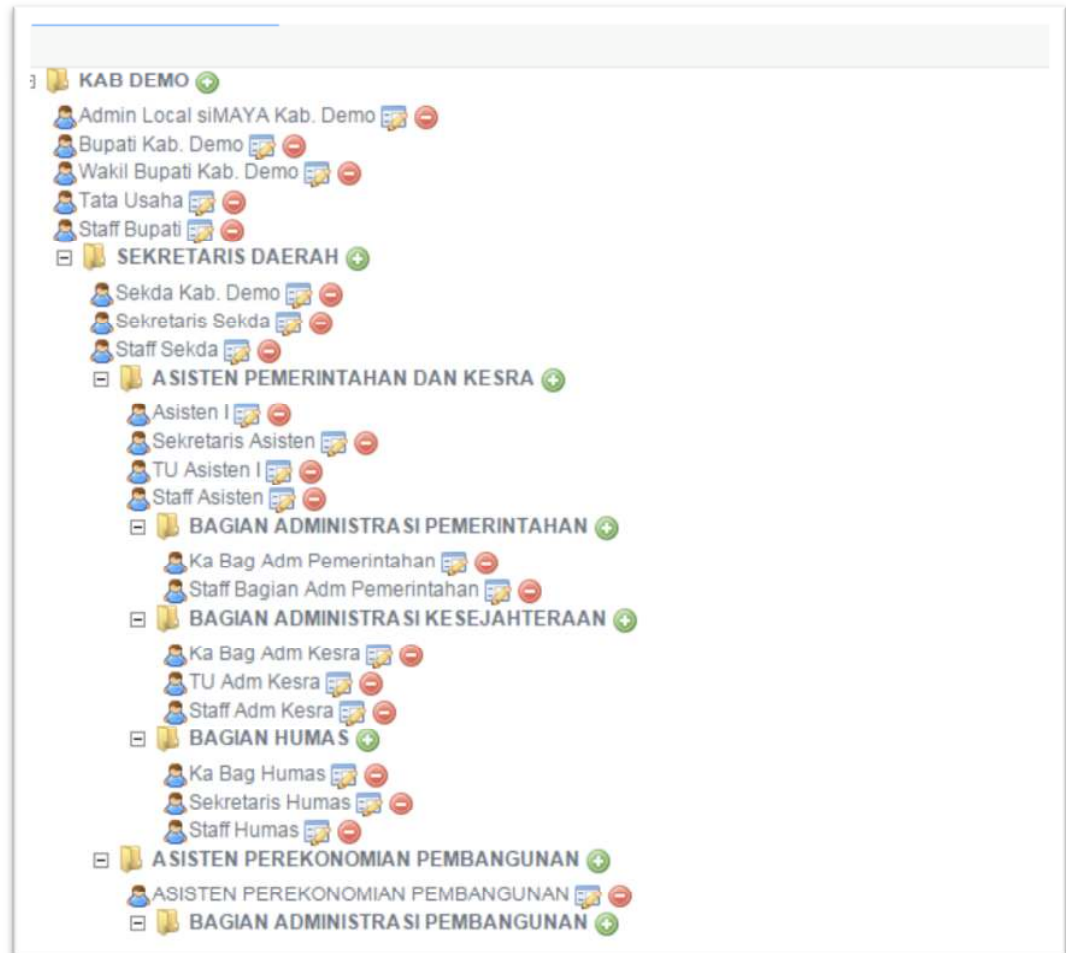 KAB DEMO
Admin Local siMAYA Kab. Demo
Bupati Kab. Demo
Wakil Bupati Kab. Demo
Tata Usaha
Staff Bupati
SEKRETARIS DAERAH
Sekda Kab. Demo
Sekretaris Sekda
Staff Sekda
ASISTEN PEMERINTAHAN DAN KESRA
Asisten I
Sekretaris Asisten
TU Asisten I
Staff Asisten
BAGIAN ADMINISTRASI PEMERINTAHAN
Ka Bag Adm Pemerintahan
Staff Bagian Adm Pemerintahan
BAGIAN ADMINISTRASI KESEJAHTERAAN
Ka Bag Adm Kesra
TU Adm Kesra
Staff Adm Kesra
BAGIAN HUMAS
Ka Bag Humas
Sekretaris Humas
Staff Humas
ASISTEN PEREKONOMIAN PEMBANGUNAN
ASISTEN PEREKONOMIAN PEMBANGUNAN
BAGIAN ADMINISTRASI PEMBANGUNAN